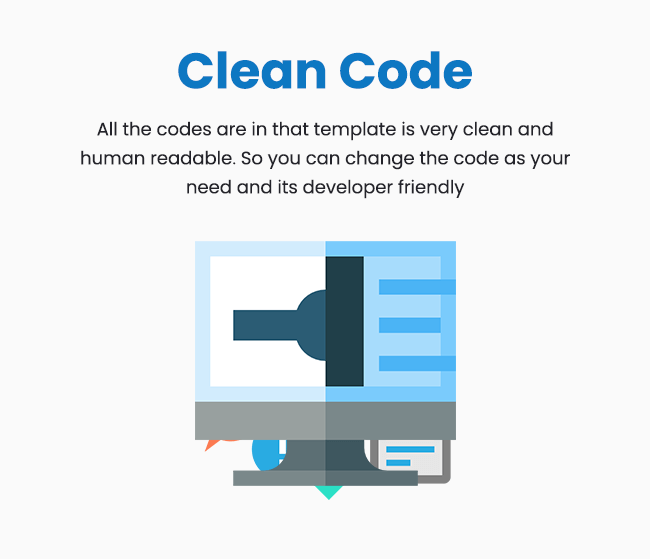 Clean Code
All the codes are in that template is very clean and
human readable. So you can change the code as your
need and its developer friendly